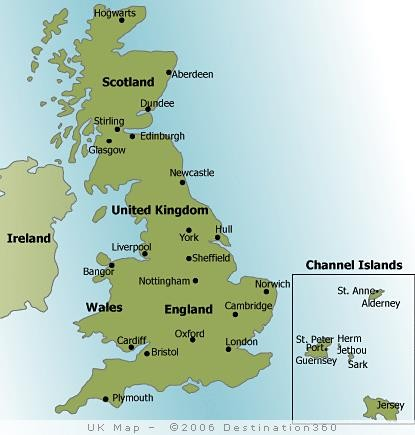 Hogwarts
Scotland
Aberdeen
Dundee
Stirling
Edinburgh
Glasgow
Newcastle
United Kingdom
Ireland
York
Hull
Liverpool
Sheffield
Bangor
Nottingham
Norwich
Wales
England
Cambridge
Cardiff
Oxford
London
Bristol
Plymouth
Channel Islands
St. Anne
Alderney
St. Peter
Port
Guernsey
Herm
Jethou
Sark
Jersey
UK Map - ©2006 Destination360